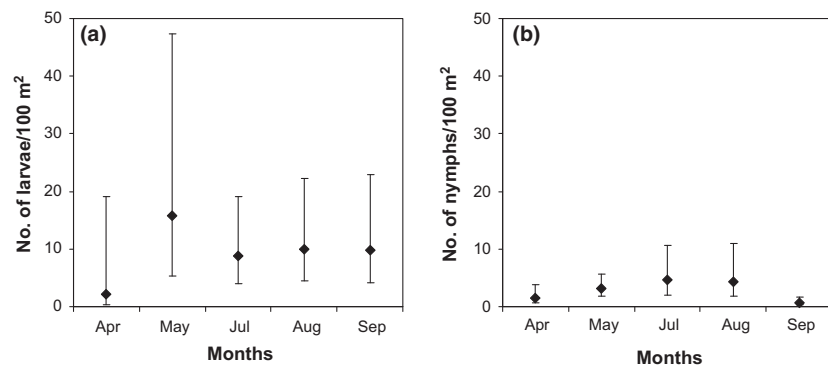 (a)
50
40
30
20
10
0
No. of larvae/100 m²
Apr May Jul Aug Sep
Months
(b)
50
40
30
20
10
0
No. of nymphs/100 m²
Apr May Jul Aug Sep
Months